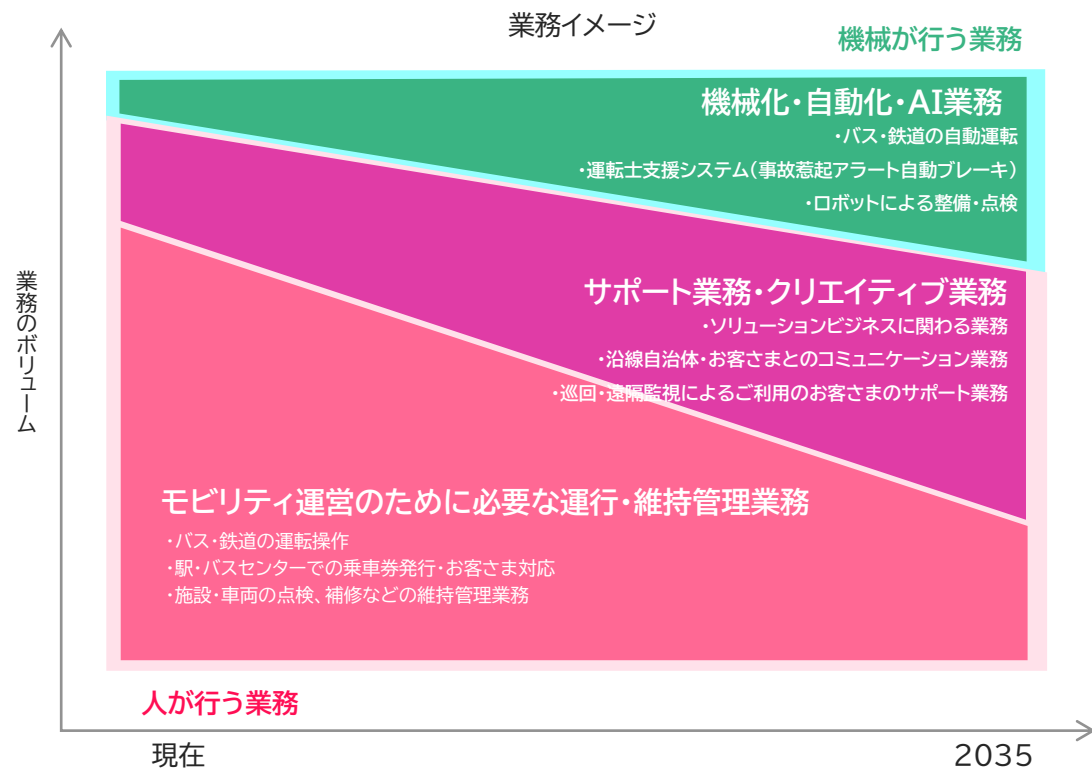 業務イメージ
機械が行う業務
機械化・自動化・AI業務
・バス・鉄道の自動運転
・運転士支援システム（事故惹起アラート自動ブレーキ）
・ロボットによる整備・点検
サポート業務・クリエイティブ業務
・ソリューションビジネスに関わる業務
・沿線自治体・お客さまとのコミュニケーション業務
・巡回・遠隔監視によるご利用のお客さまのサポート業務
業務のボリューム
モビリティ運営のために必要な運行・維持管理業務
・バス・鉄道の運転操作
・駅・バスセンターでの乗車券発行・お客さま対応
・施設・車両の点検、補修などの維持管理業務
人が行う業務
現在
2035